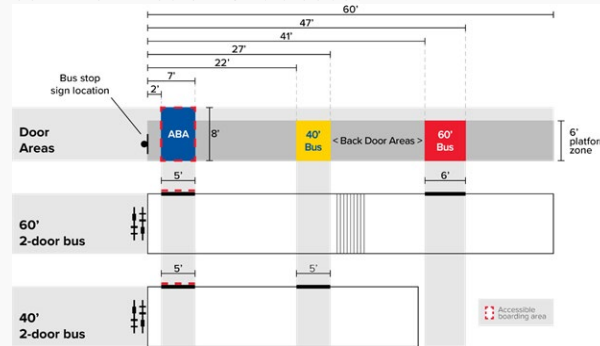 60'
47'
41'
27'
22'
7'
2'
Bus stop
sign location
Door
Areas
ABA
8'
40'
Bus
< Back Door Areas >
60'
Bus
6'
platform
zone
5'
6'
60'
2-door bus
5'
5'
40'
2-door bus
Accessible
boarding area